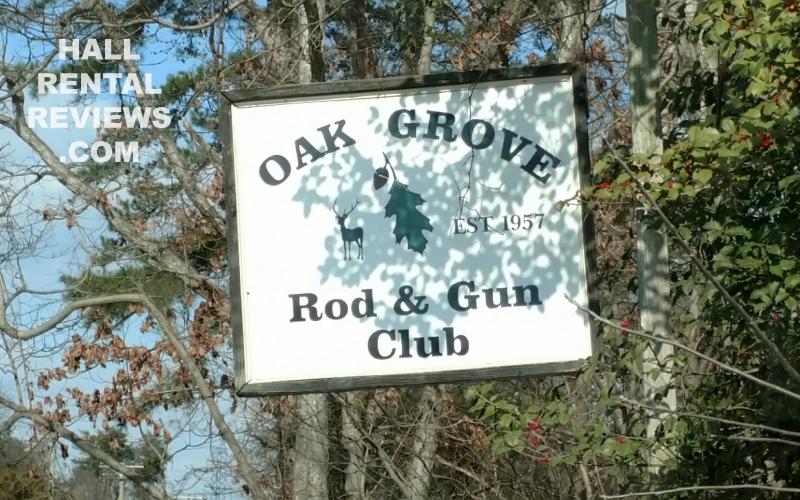 HALL
RENTAL
REVIEWS
.COM
OAK GROVE
EST 1957
Rod & Gun
Club